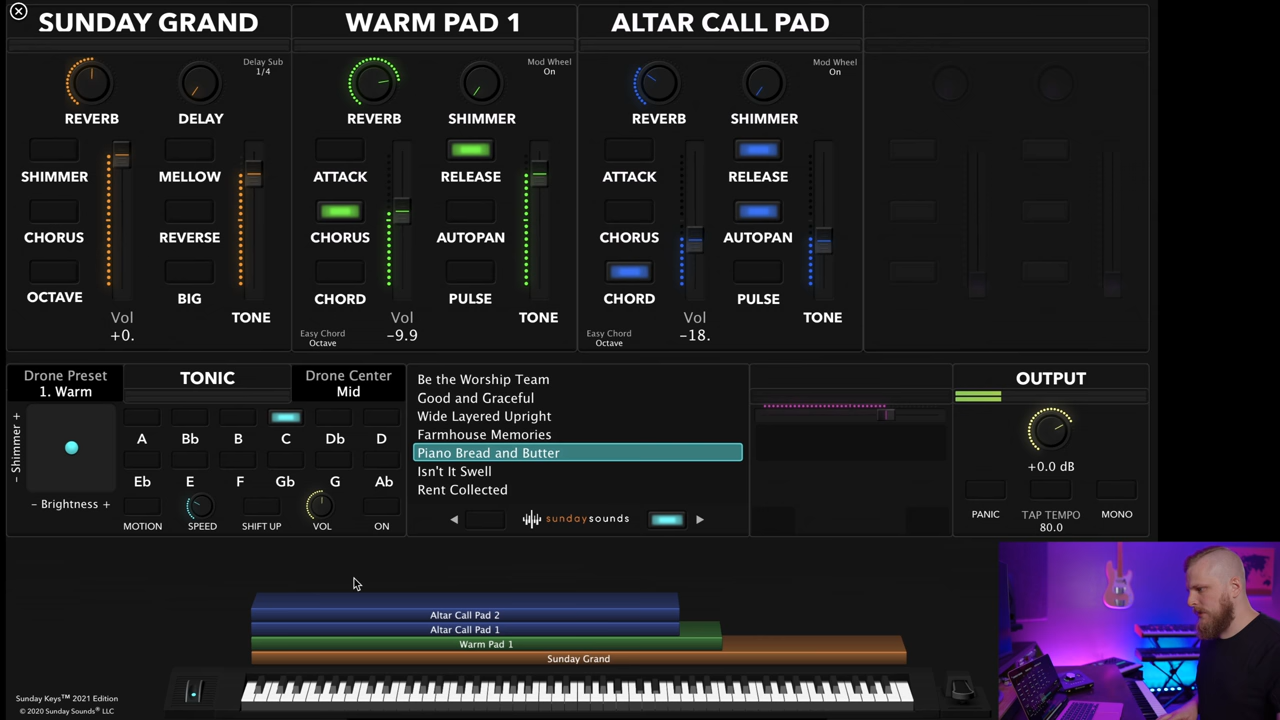 SUNDAY GRAND
Delay Sub
1/4
REVERB
DELAY
SHIMMER
MELLOW
CHORUS
REVERSE
OCTAVE
BIG
Vol
+0.
TONE
WARM PAD 1
Mod Wheel
On
REVERB
SHIMMER
ATTACK
RELEASE
CHORUS
AUTOPAN
CHORD
PULSE
Easy Chord
Octave
Vol
-9.9
TONE
ALTAR CALL PAD
Mod Wheel
On
REVERB
SHIMMER
ATTACK
RELEASE
CHORUS
AUTOPAN
CHORD
PULSE
Easy Chord
Octave
Vol
-18.
TONE
Drone Preset
1. Warm
- Shimmer +
- Brightness +
TONIC
Drone Center
Mid
A Bb B C Db D
Eb E F Gb G Ab
MOTION SPEED SHIFT UP VOL ON
Be the Worship Team
Good and Graceful
Wide Layered Upright
Farmhouse Memories
Piano Bread and Butter
Isn't It Swell
Rent Collected
sundaysounds
OUTPUT
+0.0 dB
PANIC
TAP TEMPO
80.0
MONO
Altar Call Pad 2
Altar Call Pad 1
Warm Pad 1
Sunday Grand
Sunday Keys™ 2021 Edition
© 2020 Sunday Sounds® LLC